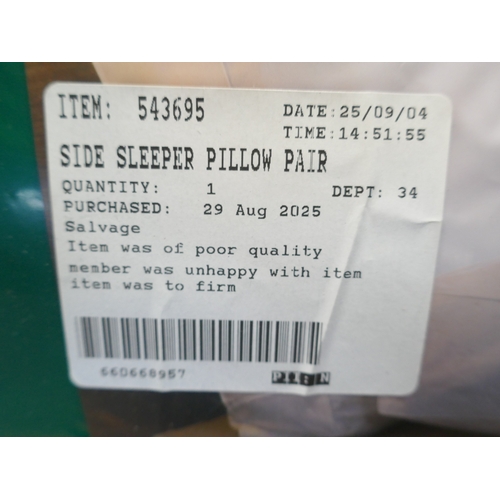 ITEM: 543695 DATE:25/09/04
TIME:14:51:55
SIDE SLEEPER PILLOW PAIR
QUANTITY: 1 DEPT: 34
PURCHASED: 29 Aug 2025
Salvage
Item was of poor quality
member was unhappy with item
item was to firm
660668957